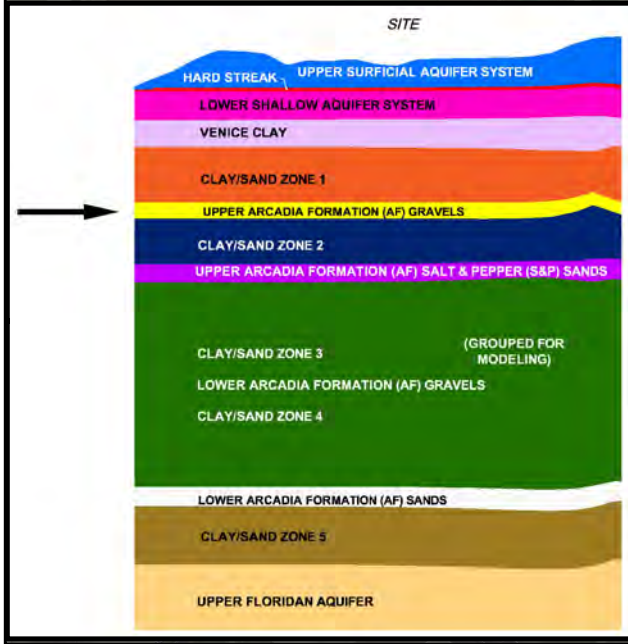 SITE
UPPER SURFICIAL AQUIFER SYSTEM
HARD STREAK
LOWER SHALLOW AQUIFER SYSTEM
VENICE CLAY
CLAY/SAND ZONE 1
UPPER ARCADIA FORMATION (AF) GRAVELS
CLAY/SAND ZONE 2
UPPER ARCADIA FORMATION (AF) SALT & PEPPER (S&P) SANDS
CLAY/SAND ZONE 3
(GROUPED FOR
MODELING)
LOWER ARCADIA FORMATION (AF) GRAVELS
CLAY/SAND ZONE 4
LOWER ARCADIA FORMATION (AF) SANDS
CLAY/SAND ZONE 5
UPPER FLORIDAN AQUIFER